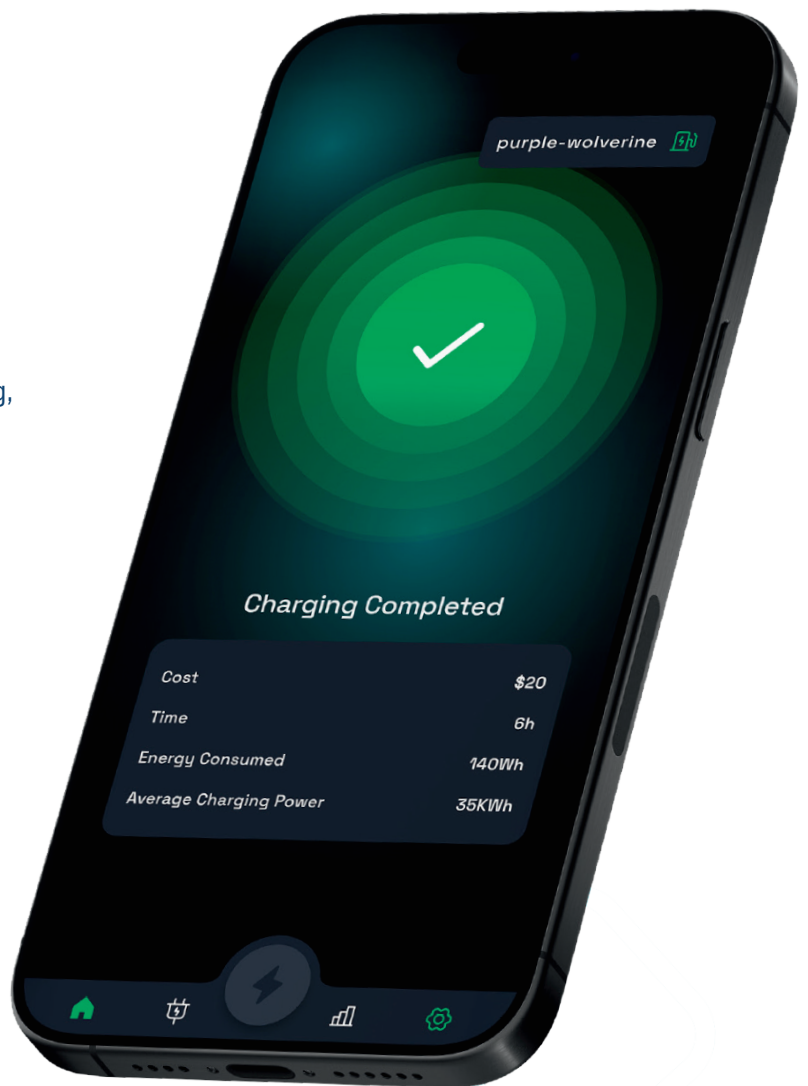 g,
purple-wolverine
Charging Completed
Cost $20
Time 6h
Energy Consumed 140Wh
Average Charging Power 35KWh